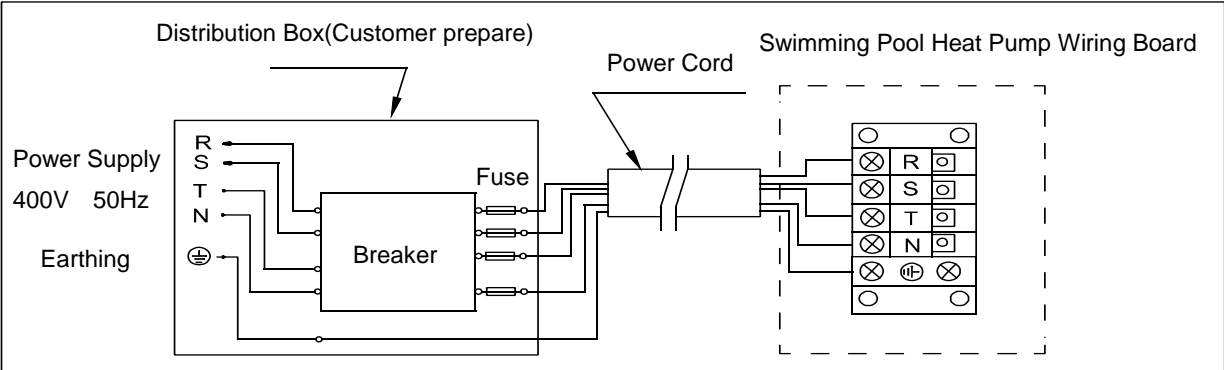 Distribution Box(Customer prepare)
Power Cord
Swimming Pool Heat Pump Wiring Board
Power Supply
400V 50Hz
Earthing
R
S
T
N
Breaker
Fuse
R
S
T
N